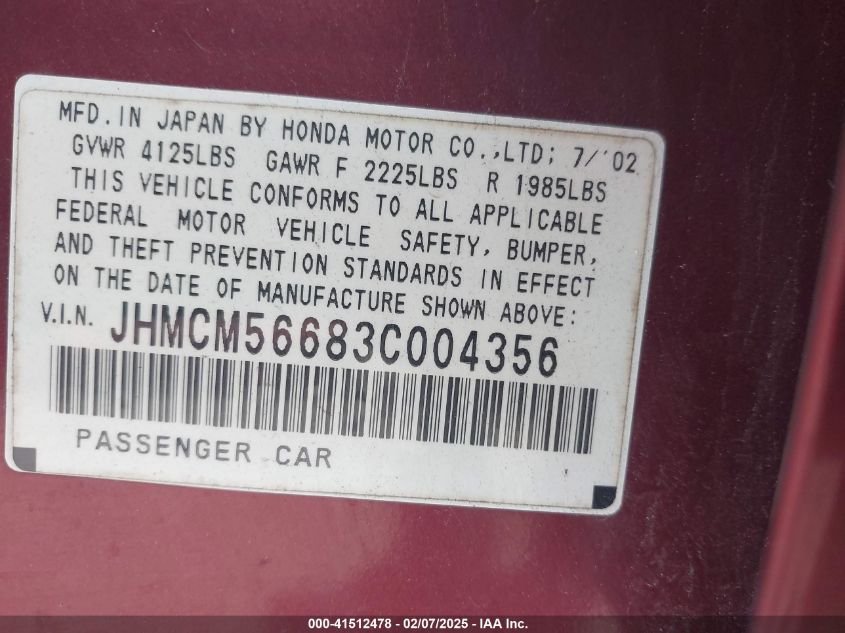 MFD. IN JAPAN BY HONDA MOTOR CO.,LTD; 7/'02
GVWR 4125LBS GAWR F 2225LBS R 1985LBS
THIS VEHICLE CONFORMS TO ALL APPLICABLE
FEDERAL MOTOR VEHICLE SAFETY, BUMPER,
AND THEFT PREVENTION STANDARDS IN EFFECT
ON THE DATE OF MANUFACTURE SHOWN ABOVE:
V.I.N. JHMCM56683C004356
PASSENGER CAR
000-41512478 - 02/07/2025 - IAA Inc.